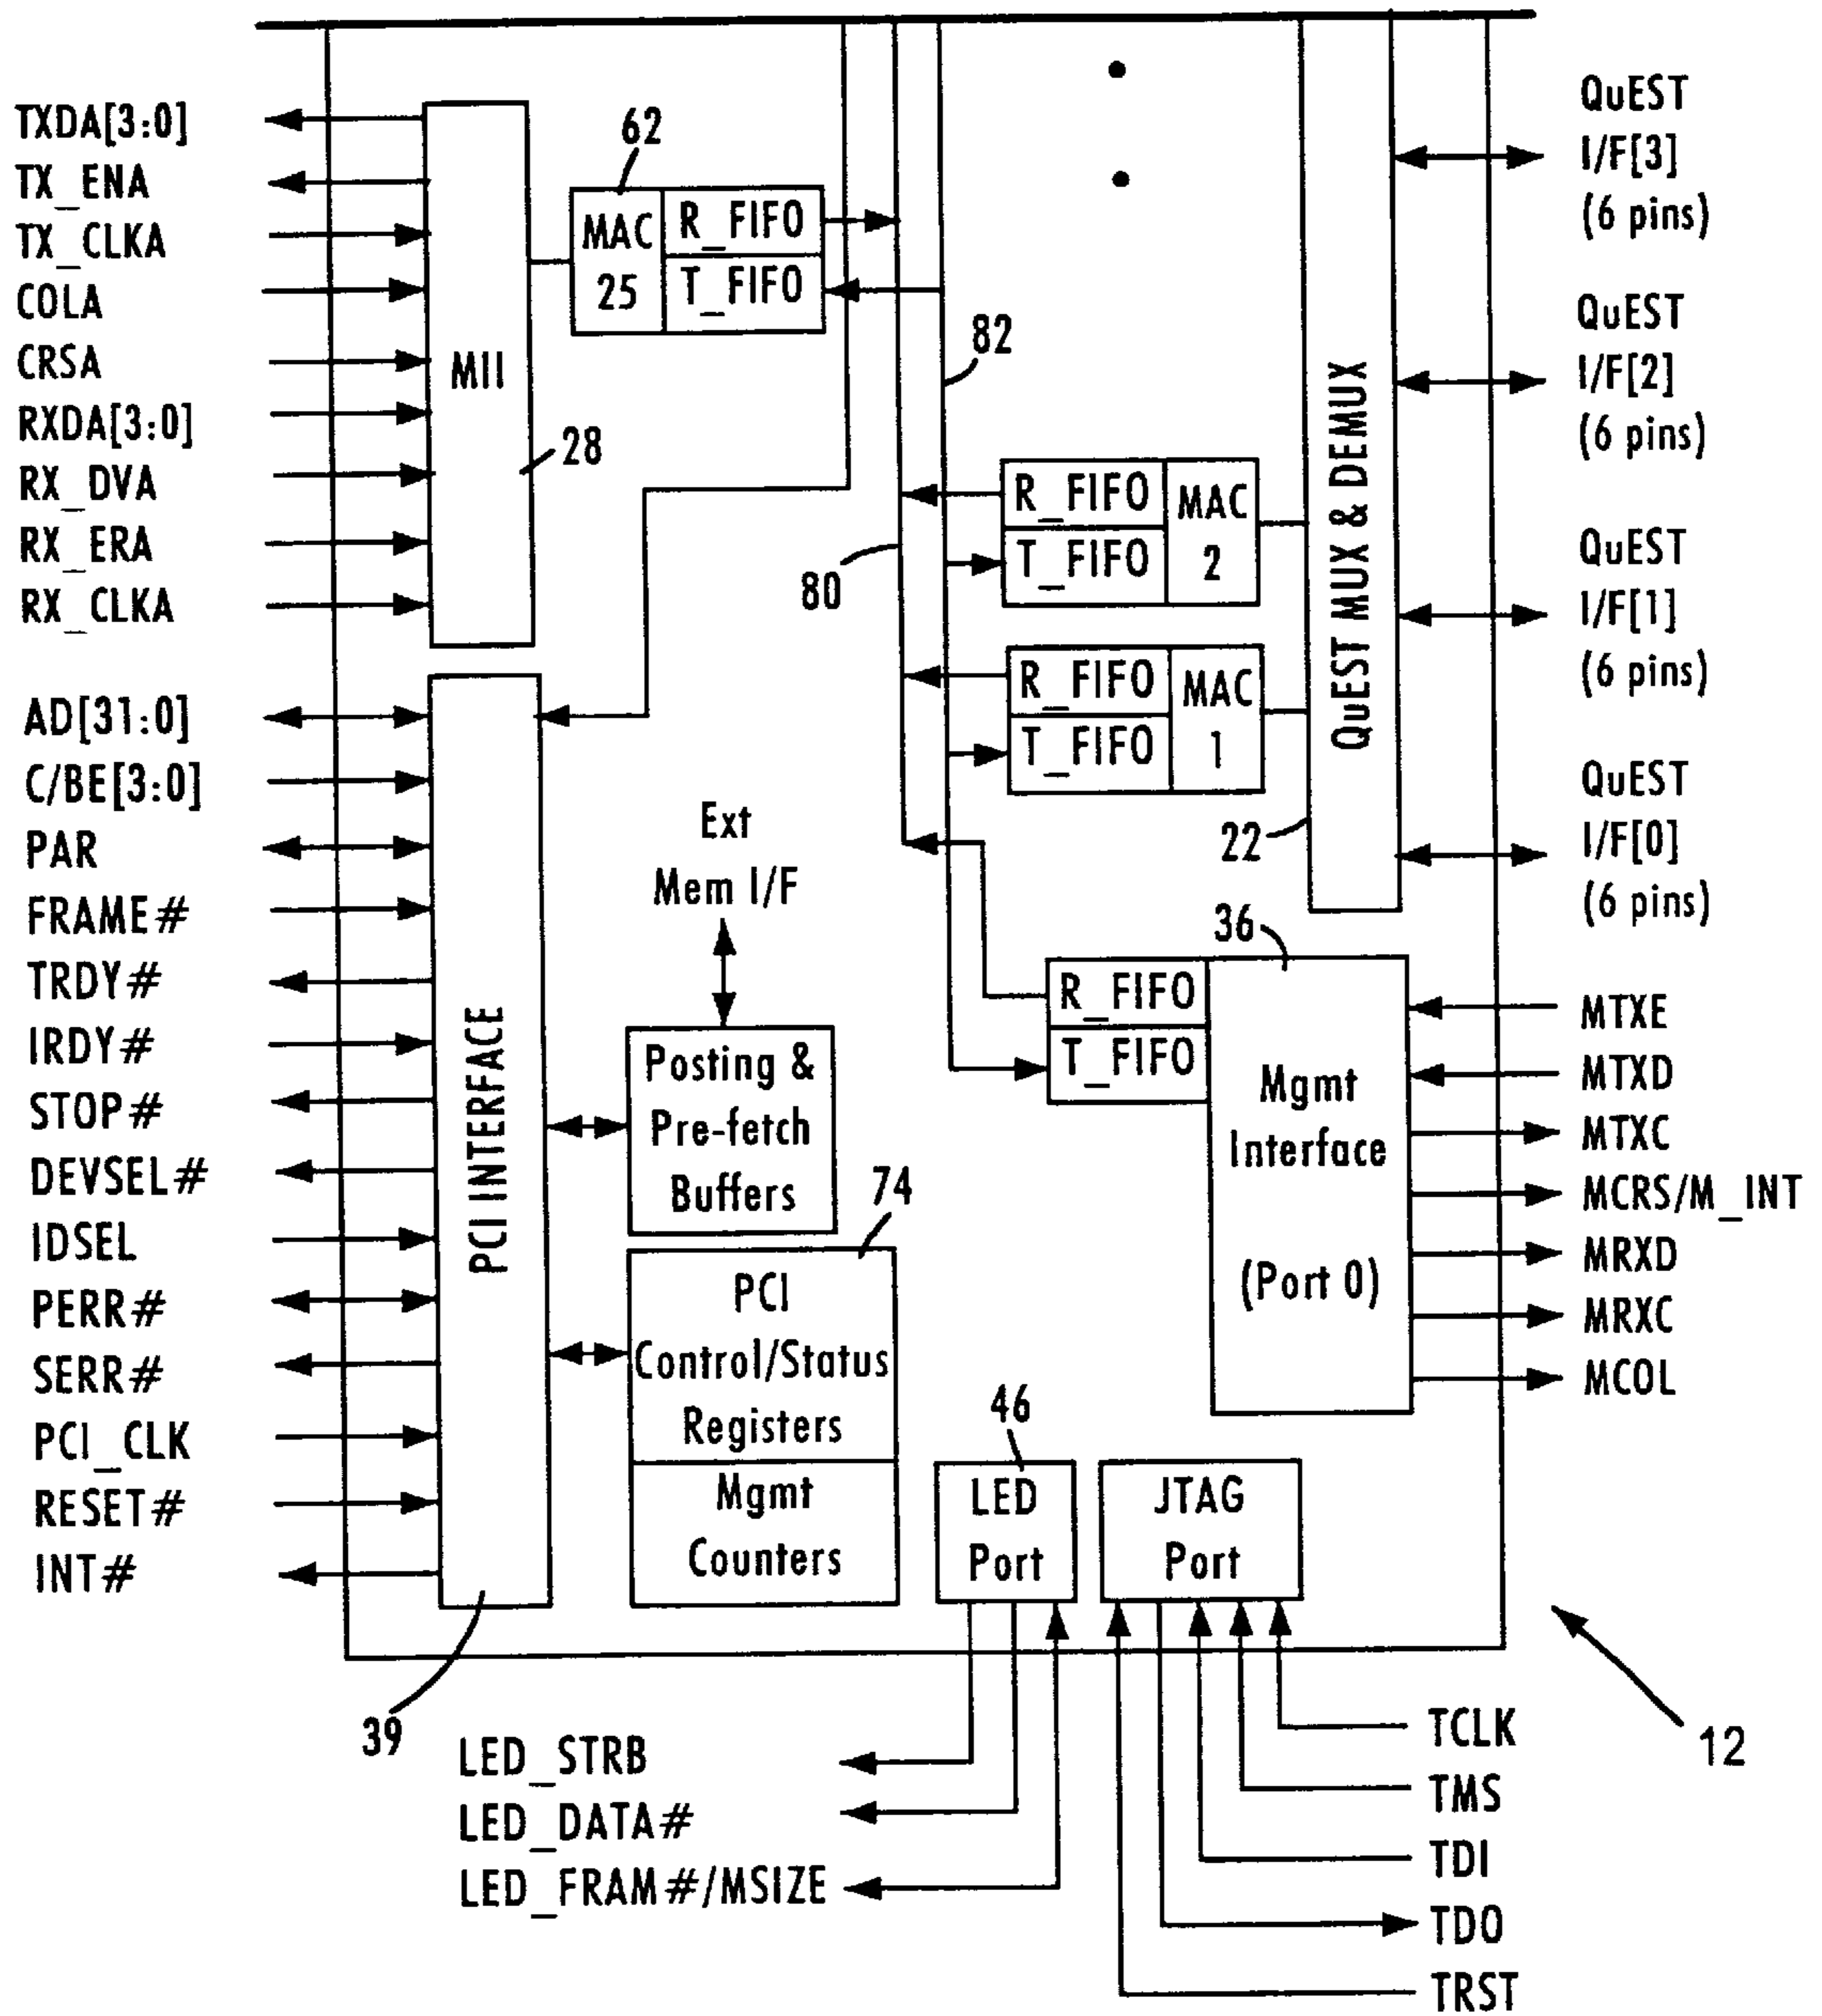 TXDA[3:0]
TX_ENA
TX_CLKA
COLA
CRSA
RXDA[3:0]
RX_DVA
RX_ERA
RX_CLKA
MII
28
62
MAC
25
R_FIFO
T_FIFO
82
80
R_FIFO
T_FIFO
MAC
2
R_FIFO
T_FIFO
MAC
1
QuEST MUX & DEMUX
22
QuEST
I/F[3]
(6 pins)
QuEST
I/F[2]
(6 pins)
QuEST
I/F[1]
(6 pins)
QuEST
I/F[0]
(6 pins)
AD[31:0]
C/BE[3:0]
PAR
FRAME#
TRDY#
IRDY#
STOP#
DEVSEL#
IDSEL
PERR#
SERR#
PCI_CLK
RESET#
INT#
PCI INTERFACE
39
Ext
Mem I/F
Posting &
Pre-fetch
Buffers
74
PCI
Control/Status
Registers
Mgmt
Counters
36
R_FIFO
T_FIFO
Mgmt
Interface
(Port 0)
MTXE
MTXD
MTXC
MCRS/M_INT
MRXD
MRXC
MCOL
46
LED
Port
JTAG
Port
LED_STRB
LED_DATA#
LED_FRAM#/MSIZE
TCLK
TMS
TDI
TDO
TRST
12